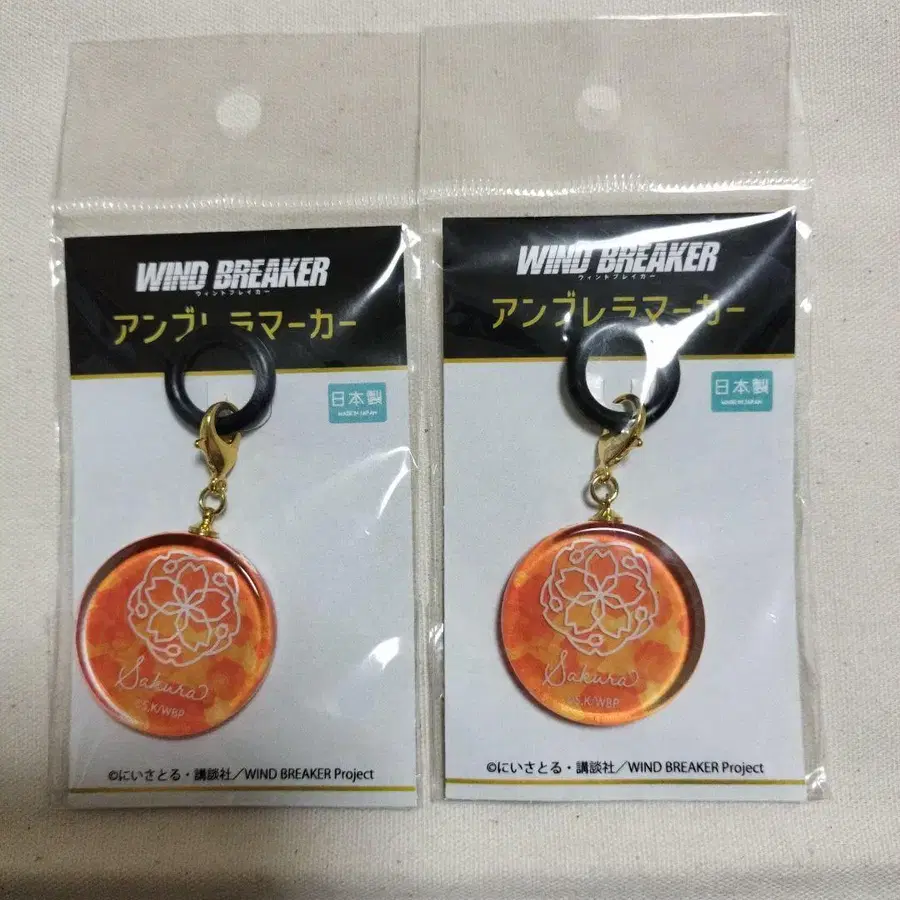 WIND BREAKER
ウィンドブレイカー
アンブレラマーカー
日本製
MADE IN JAPAN
Sakura
©S.K/WBP
©にいさとる・講談社／WIND BREAKER Project
WIND BREAKER
ウィンドブレイカー
アンブレラマーカー
日本製
MADE IN JAPAN
Sakura
©S.K/WBP
©にいさとる・講談社／WIND BREAKER Project